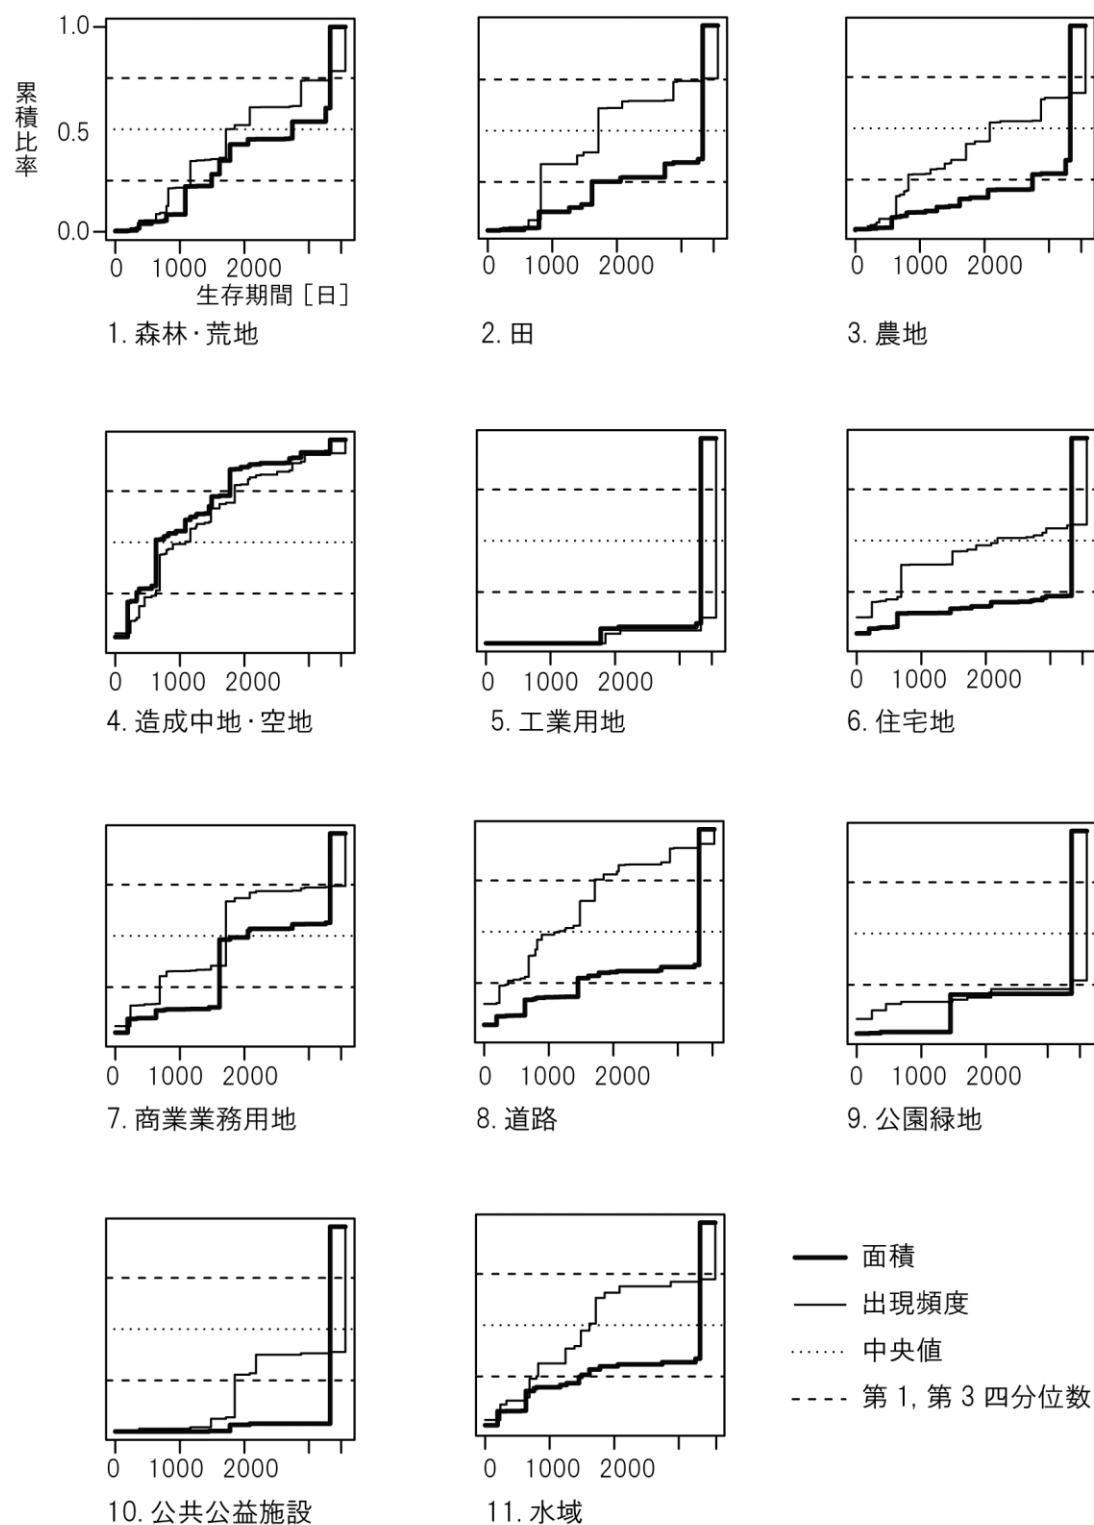 1.0
累積比率
0.5
0.0
0 1000 2000
生存期間 [日]
1. 森林・荒地
0 1000 2000
2. 田
0 1000 2000
3. 農地
0 1000 2000
4. 造成中地・空地
0 1000 2000
5. 工業用地
0 1000 2000
6. 住宅地
0 1000 2000
7. 商業業務用地
0 1000 2000
8. 道路
0 1000 2000
9. 公園緑地
0 1000 2000
10. 公共公益施設
0 1000 2000
11. 水域
面積
出現頻度
中央値
第 1, 第 3 四分位数